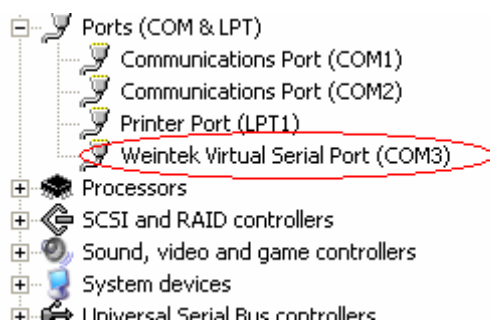 Ports (COM & LPT)
Communications Port (COM1)
Communications Port (COM2)
Printer Port (LPT1)
Weintek Virtual Serial Port (COM3)
Processors
SCSI and RAID controllers
Sound, video and game controllers
System devices
Universal Serial Bus controllers